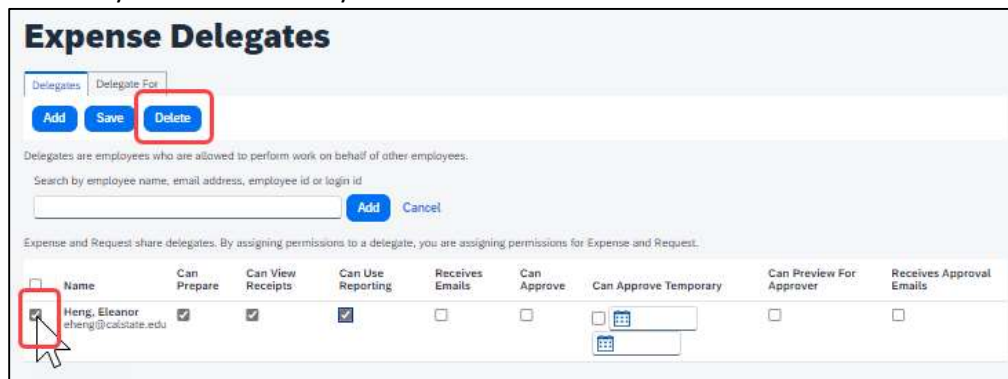 Expense Delegates
Delegates Delegate For
Add Save Delete
Delegates are employees who are allowed to perform work on behalf of other employees.
Search by employee name, email address, employee id or login id
Add Cancel
Expense and Request share delegates. By assigning permissions to a delegate, you are assigning permissions for Expense and Request.
Name Can Prepare Can View Receipts Can Use Reporting Receives Emails Can Approve Can Approve Temporary Can Preview For Approver Receives Approval Emails
Heng, Eleanor
eheng@calstate.edu